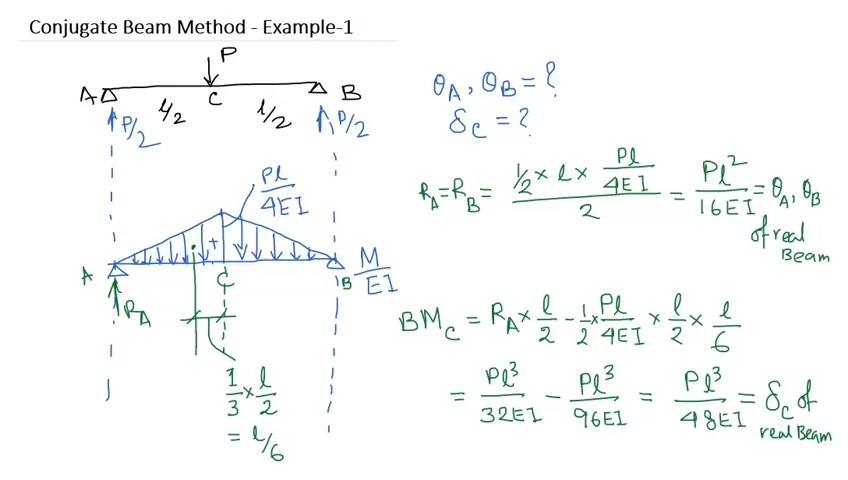 Conjugate Beam Method - Example-1
P
A C B
l/2 l/2
P/2 P/2
θA, θB = ?
δC = ?
Pl/4EI
RA = RB = (1/2 × l × Pl/4EI)/2 = Pl²/16EI = θA, θB
of real
Beam
+
A C B M/EI
RA
BMC = RA × l/2 - 1/2 × Pl/4EI × l/2 × l/6
1/3 × l/2
= l/6
= Pl³/32EI - Pl³/96EI = Pl³/48EI = δC of
real Beam